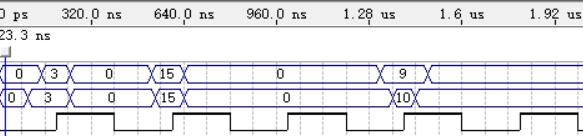 0 ps 320.0 ns 640.0 ns 960.0 ns 1.28 us 1.6 us 1.92 us
23.3 ns
0 3 0 15 0 9
0 3 0 15 0 10